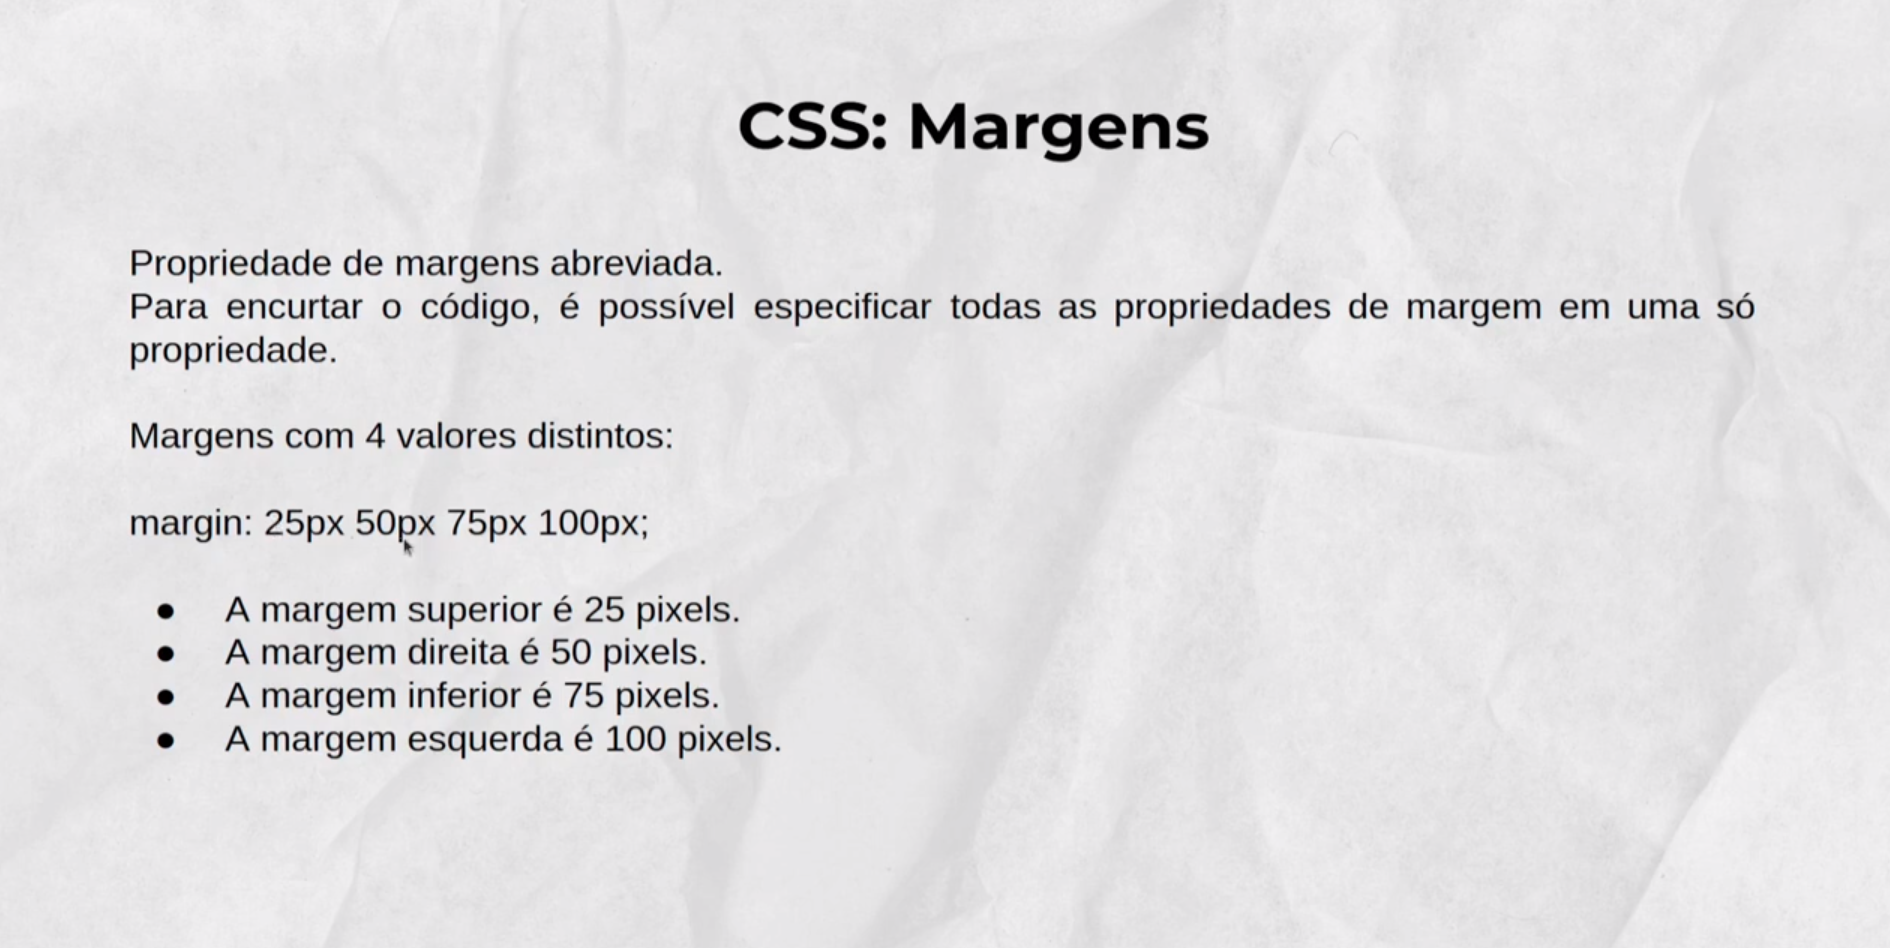 CSS: Margens
Propriedade de margens abreviada.
Para encurtar o código, é possível especificar todas as propriedades de margem em uma só
propriedade.
Margens com 4 valores distintos:
margin: 25px 50px 75px 100px;
● A margem superior é 25 pixels.
● A margem direita é 50 pixels.
● A margem inferior é 75 pixels.
● A margem esquerda é 100 pixels.